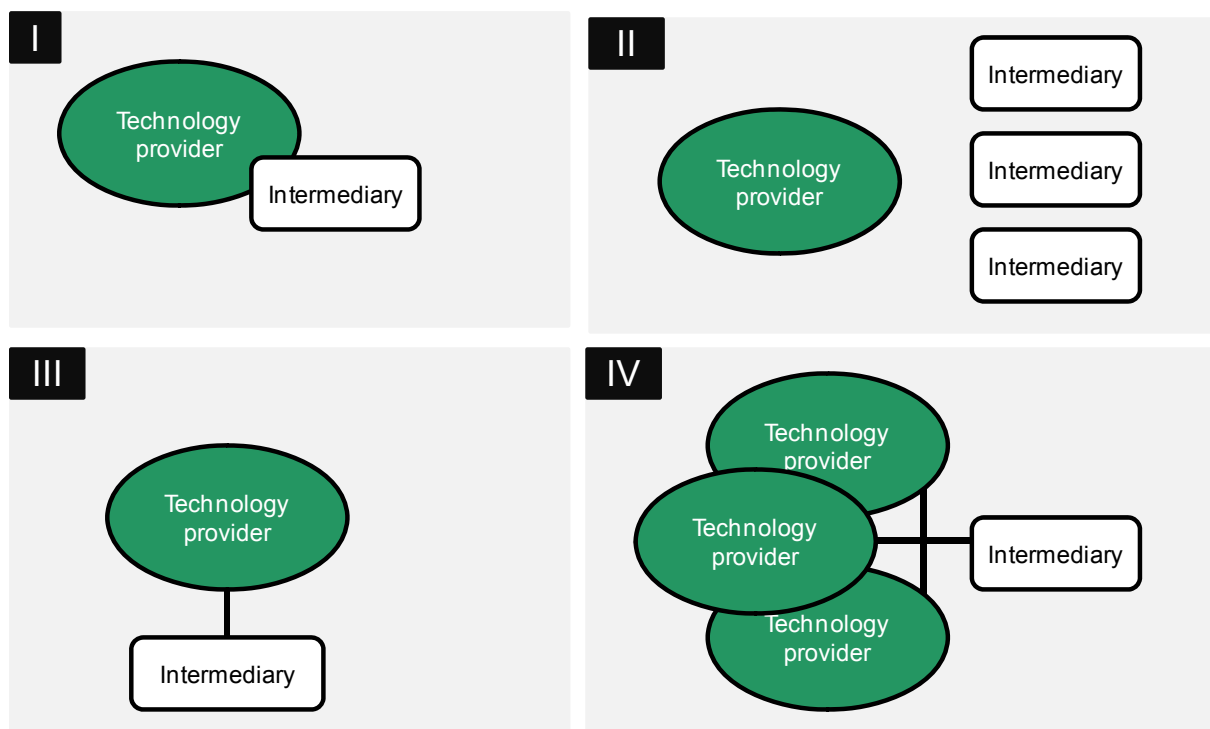 I
Technology
provider
Intermediary
II
Technology
provider
Intermediary
Intermediary
Intermediary
III
Technology
provider
Intermediary
IV
Technology
provider
Technology
provider
Intermediary
Technology
provider